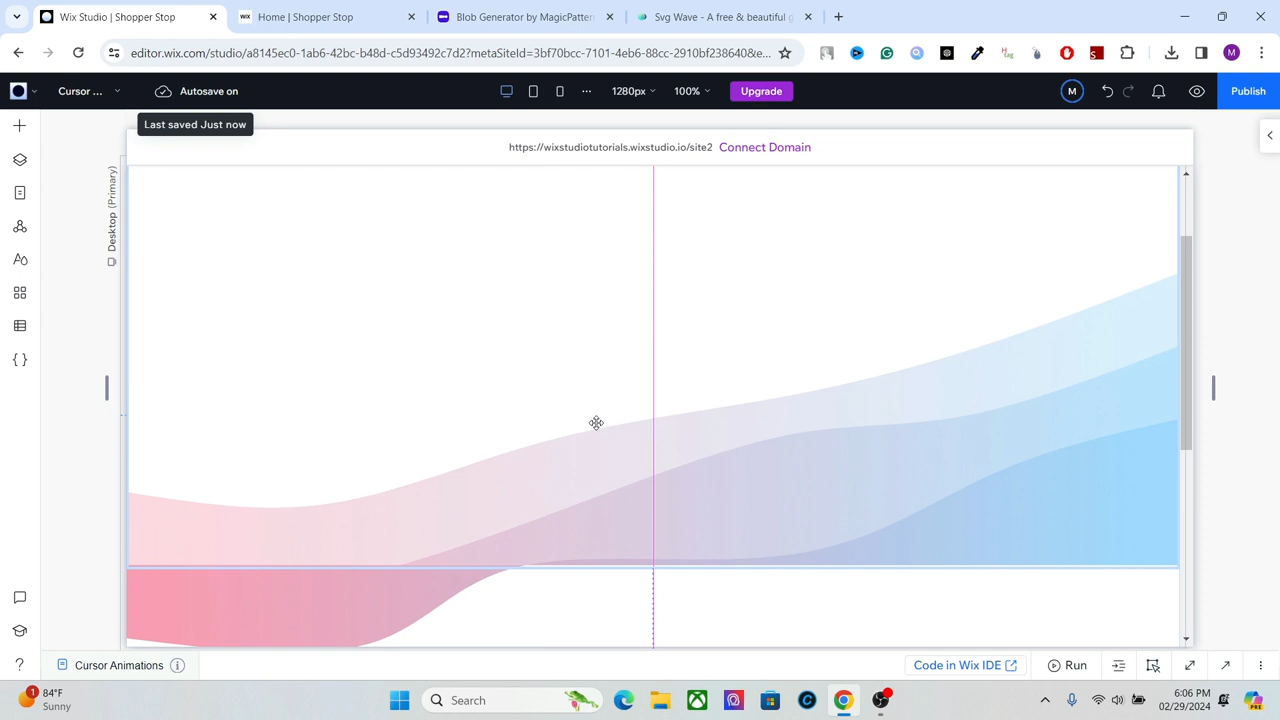 Wix Studio | Shopper Stop
WIX
Home | Shopper Stop
Blob Generator by MagicPattern
Svg Wave - A free & beautiful g
editor.wix.com/studio/a8145ec0-1ab6-42bc-b48d-c5d93492c7d2?metaSiteId=3bf70bcc-7101-4eb6-88cc-2910bf238640&e...
M
Cursor ...
Autosave on
1280px
100%
Upgrade
M
Publish
Last saved Just now
https://wixstudiotutorials.wixstudio.io/site2
Connect Domain
Desktop (Primary)
Cursor Animations
Code in Wix IDE
Run
1
84°F
Sunny
Search
6:06 PM
02/29/2024